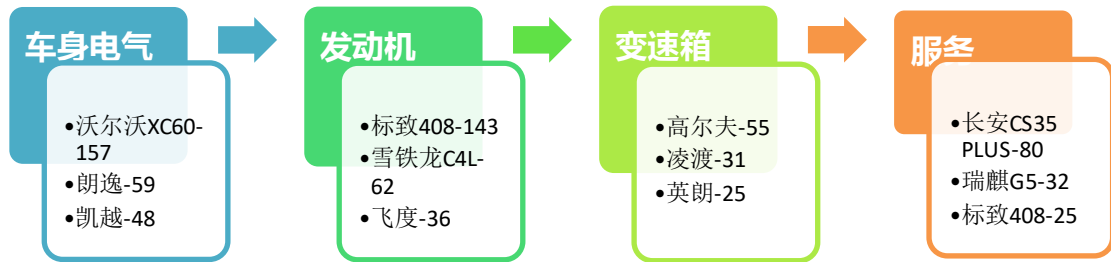 车身电气
•沃尔沃XC60-
157
•朗逸-59
•凯越-48
发动机
•标致408-143
•雪铁龙C4L-
62
•飞度-36
变速箱
•高尔夫-55
•凌渡-31
•英朗-25
服务
•长安CS35
PLUS-80
•瑞麒G5-32
•标致408-25